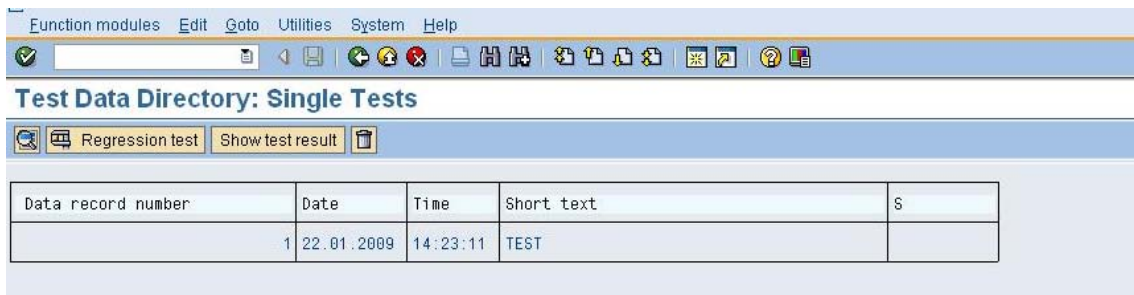 Function modules Edit Goto Utilities System Help
Test Data Directory: Single Tests
Regression test Show test result
Data record number Date Time Short text S
1 22.01.2009 14:23:11 TEST